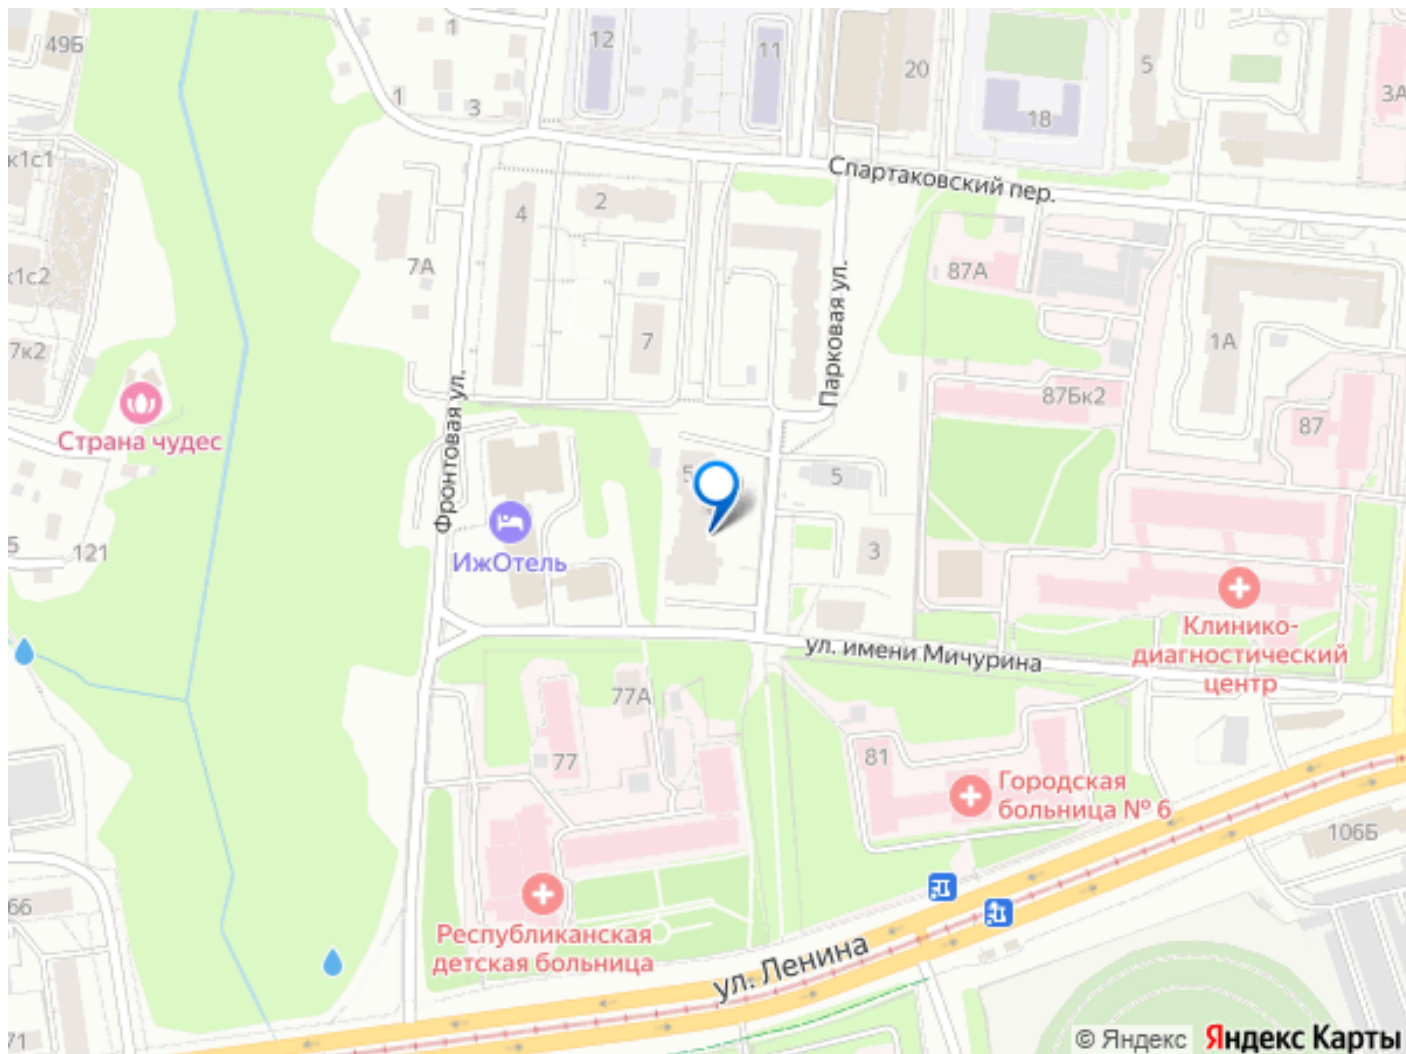 49Б
1
12
11
20
5
3А
1
3
18
к1с1
Спартаковский пер.
4
2
7А
87А
к1с2
Парковая ул.
7
1А
7к2
87Бк2
87
Фронтовая ул.
Страна чудес
5
5
121
ИжОтель
3
5
Клинико-
диагностический
центр
ул. имени Мичурина
77А
77
81
Городская
больница № 6
106Б
66
Республиканская
детская больница
ул. Ленина
71
© Яндекс
Яндекс Карты